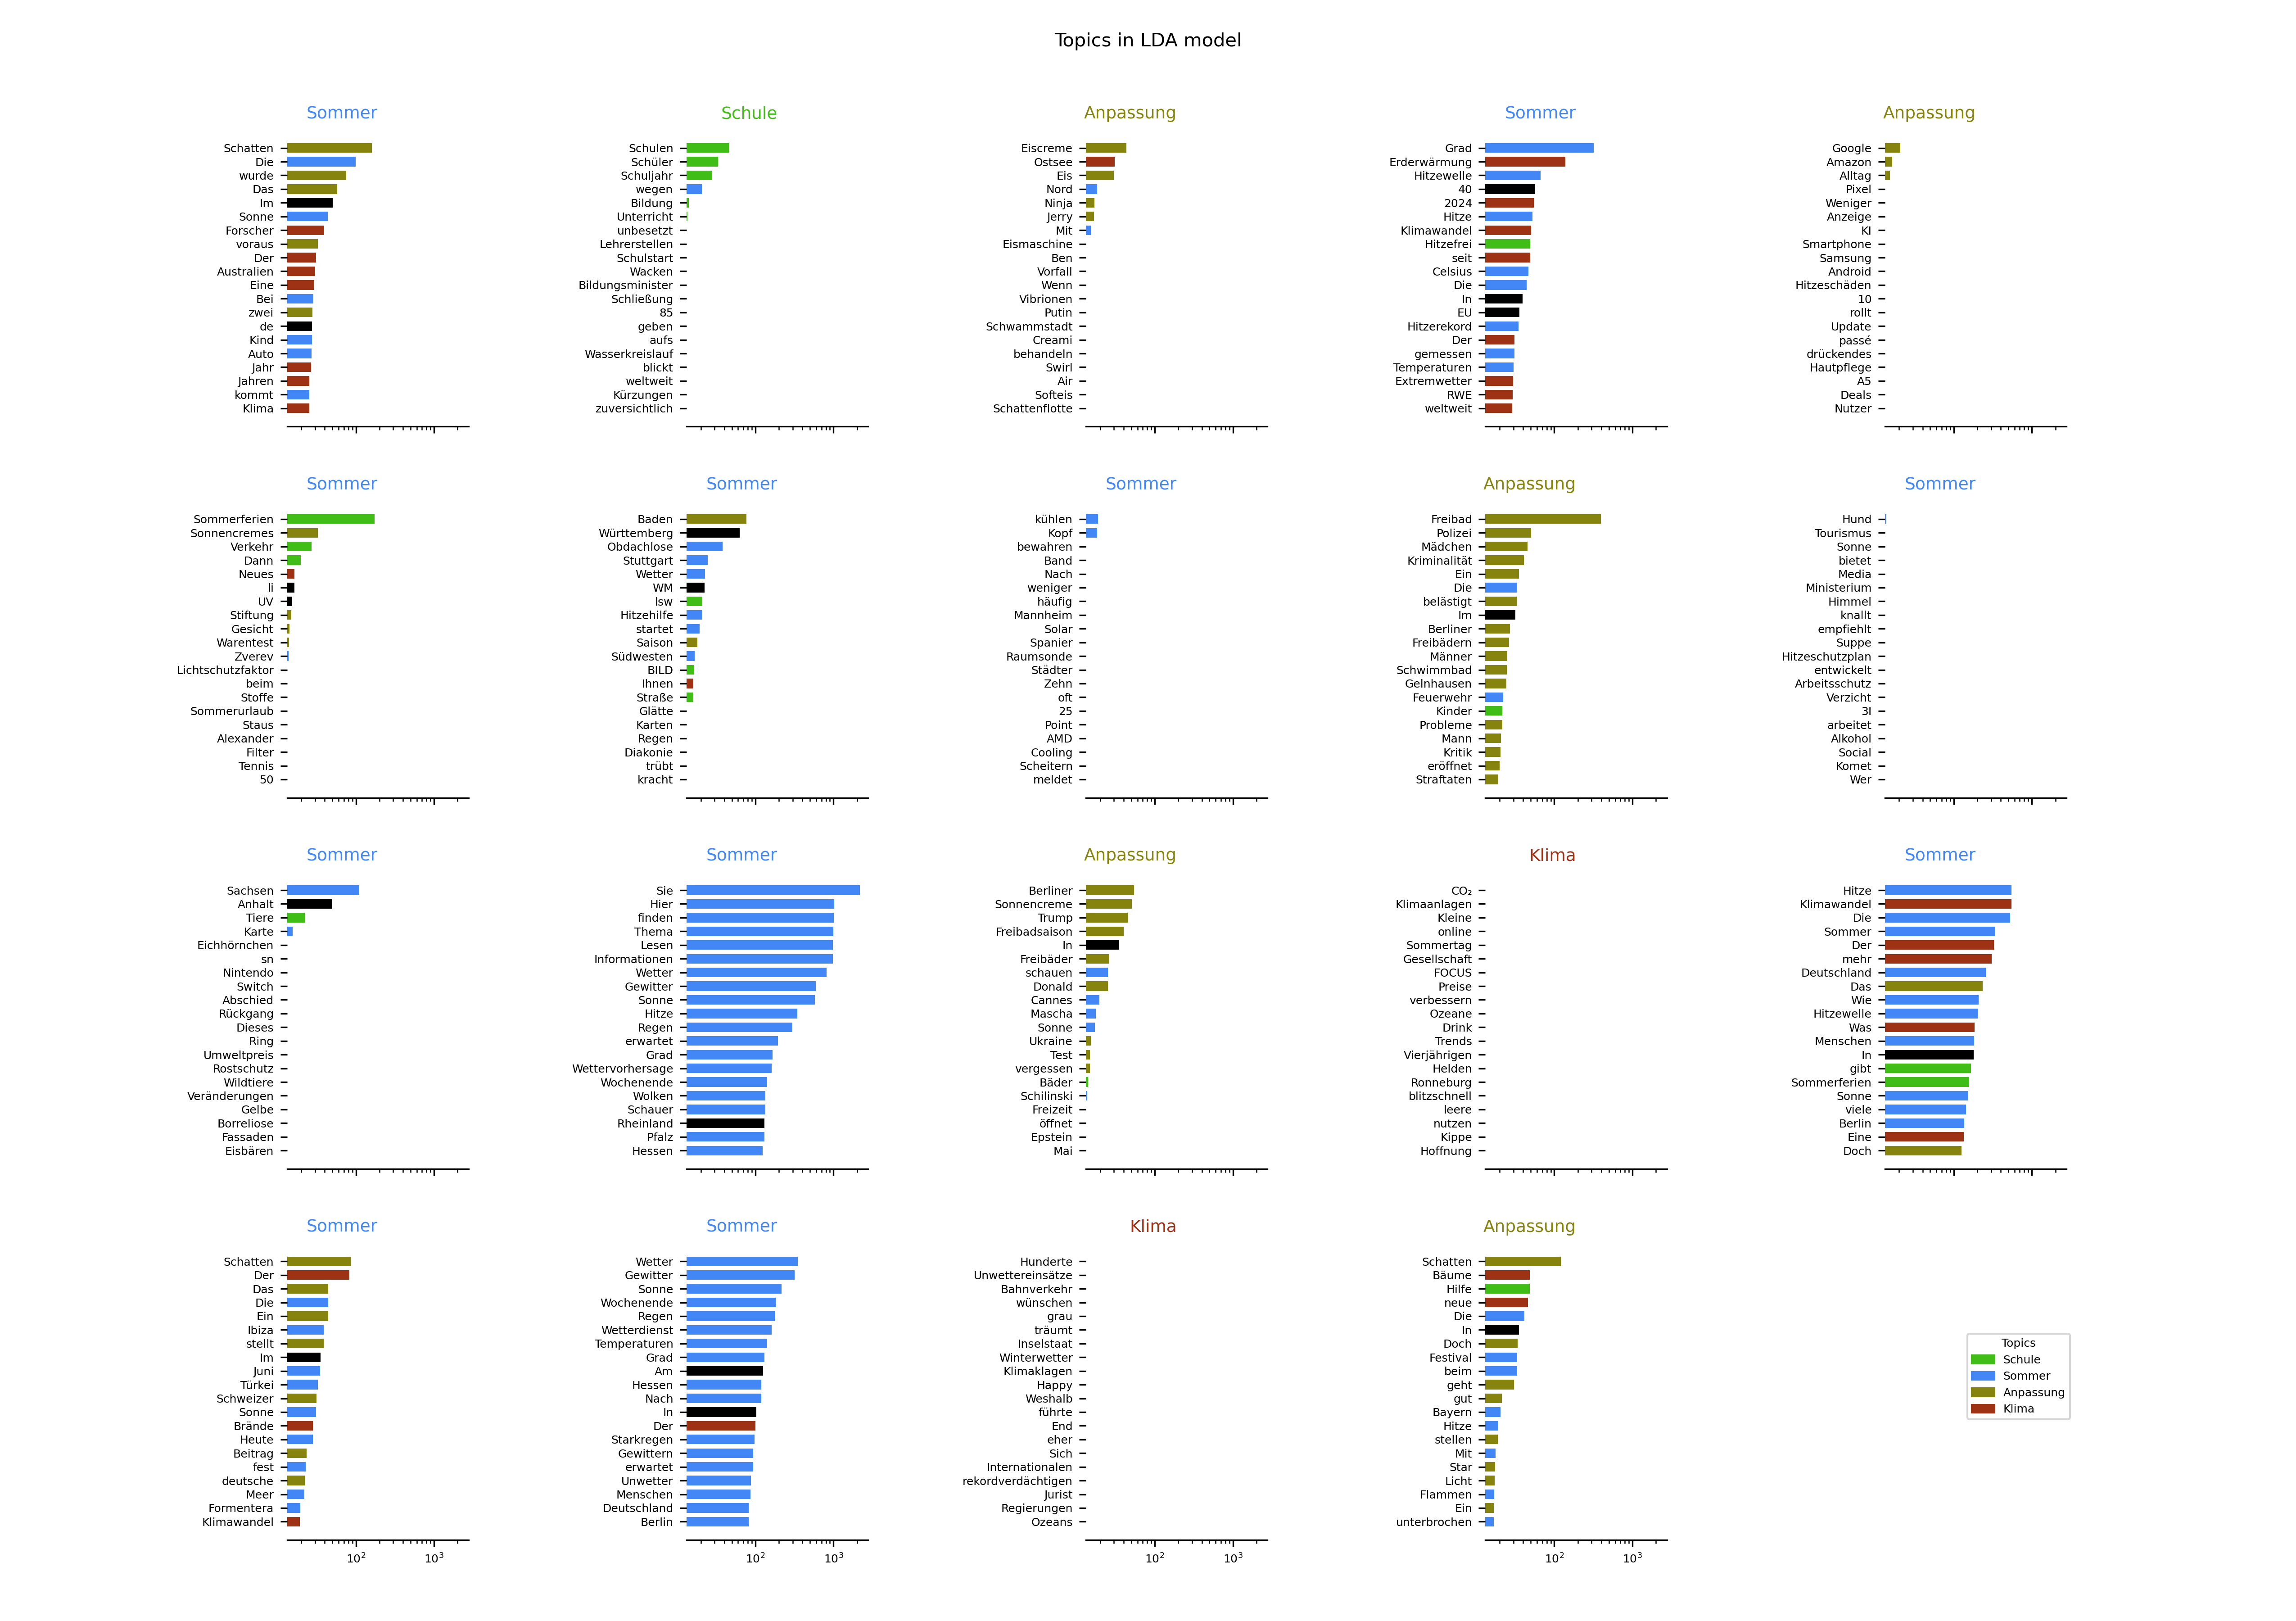 Topics in LDA model
Sommer
Schatten
Die
wurde
Das
Im
Sonne
Forscher
voraus
Der
Australien
Eine
Bei
zwei
de
Kind
Auto
Jahr
Jahren
kommt
Klima
Schule
Schulen
Schüler
Schuljahr
wegen
Bildung
Unterricht
unbesetzt
Lehrerstellen
Schulstart
Wacken
Bildungsminister
Schließung
85
geben
aufs
Wasserkreislauf
blickt
weltweit
Kürzungen
zuversichtlich
Anpassung
Eiscreme
Ostsee
Eis
Nord
Ninja
Jerry
Mit
Eismaschine
Ben
Vorfall
Wenn
Vibrionen
Putin
Schwammstadt
Creami
behandeln
Swirl
Air
Softeis
Schattenflotte
Sommer
Grad
Erderwärmung
Hitzewelle
40
2024
Hitze
Klimawandel
Hitzefrei
seit
Celsius
Die
In
EU
Hitzerekord
Der
gemessen
Temperaturen
Extremwetter
RWE
weltweit
Anpassung
Google
Amazon
Alltag
Pixel
Weniger
Anzeige
KI
Smartphone
Samsung
Android
Hitzeschäden
10
rollt
Update
passé
drückendes
Hautpflege
A5
Deals
Nutzer
Sommer
Sommerferien
Sonnencremes
Verkehr
Dann
Neues
li
UV
Stiftung
Gesicht
Warentest
Zverev
Lichtschutzfaktor
beim
Stoffe
Sommerurlaub
Staus
Alexander
Filter
Tennis
50
Sommer
Baden
Württemberg
Obdachlose
Stuttgart
Wetter
WM
lsw
Hitzehilfe
startet
Saison
Südwesten
BILD
Ihnen
Straße
Glätte
Karten
Regen
Diakonie
trübt
kracht
Sommer
kühlen
Kopf
bewahren
Band
Nach
weniger
häufig
Mannheim
Solar
Spanier
Raumsonde
Städter
Zehn
oft
25
Point
AMD
Cooling
Scheitern
meldet
Anpassung
Freibad
Polizei
Mädchen
Kriminalität
Ein
Die
belästigt
Im
Berliner
Freibädern
Männer
Schwimmbad
Gelnhausen
Feuerwehr
Kinder
Probleme
Mann
Kritik
eröffnet
Straftaten
Sommer
Hund
Tourismus
Sonne
bietet
Media
Ministerium
Himmel
knallt
empfiehlt
Suppe
Hitzeschutzplan
entwickelt
Arbeitsschutz
Verzicht
3I
arbeitet
Alkohol
Social
Komet
Wer
Sommer
Sachsen
Anhalt
Tiere
Karte
Eichhörnchen
sn
Nintendo
Switch
Abschied
Rückgang
Dieses
Ring
Umweltpreis
Rostschutz
Wildtiere
Veränderungen
Gelbe
Borreliose
Fassaden
Eisbären
Sommer
Sie
Hier
finden
Thema
Lesen
Informationen
Wetter
Gewitter
Sonne
Hitze
Regen
erwartet
Grad
Wettervorhersage
Wochenende
Wolken
Schauer
Rheinland
Pfalz
Hessen
Anpassung
Berliner
Sonnencreme
Trump
Freibadsaison
In
Freibäder
schauen
Donald
Cannes
Mascha
Sonne
Ukraine
Test
vergessen
Bäder
Schilinski
Freizeit
öffnet
Epstein
Mai
Klima
CO₂
Klimaanlagen
Kleine
online
Sommertag
Gesellschaft
FOCUS
Preise
verbessern
Ozeane
Drink
Trends
Vierjährigen
Helden
Ronneburg
blitzschnell
leere
nutzen
Kippe
Hoffnung
Sommer
Hitze
Klimawandel
Die
Sommer
Der
mehr
Deutschland
Das
Wie
Hitzewelle
Was
Menschen
In
gibt
Sommerferien
Sonne
viele
Berlin
Eine
Doch
Sommer
Schatten
Der
Das
Die
Ein
Ibiza
stellt
Im
Juni
Türkei
Schweizer
Sonne
Brände
Heute
Beitrag
fest
deutsche
Meer
Formentera
Klimawandel
10²
10³
Sommer
Wetter
Gewitter
Sonne
Wochenende
Regen
Wetterdienst
Temperaturen
Grad
Am
Hessen
Nach
In
Der
Starkregen
Gewittern
erwartet
Unwetter
Menschen
Deutschland
Berlin
10²
10³
Klima
Hunderte
Unwettereinsätze
Bahnverkehr
wünschen
grau
träumt
Inselstaat
Winterwetter
Klimaklagen
Happy
Weshalb
führte
End
eher
Sich
Internationalen
rekordverdächtigen
Jurist
Regierungen
Ozeans
10²
10³
Anpassung
Schatten
Bäume
Hilfe
neue
Die
In
Doch
Festival
beim
geht
gut
Bayern
Hitze
stellen
Mit
Star
Licht
Flammen
Ein
unterbrochen
10²
10³
Topics
Schule
Sommer
Anpassung
Klima